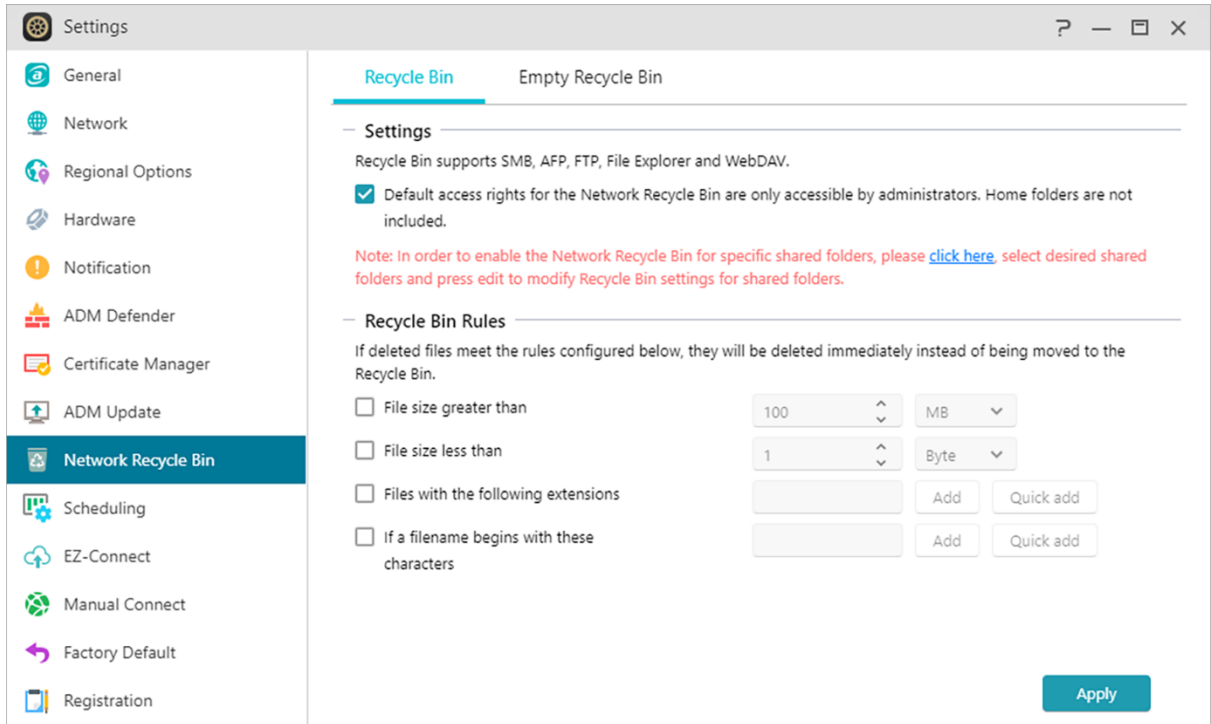 Settings
General
Network
Regional Options
Hardware
Notification
ADM Defender
Certificate Manager
ADM Update
Network Recycle Bin
Scheduling
EZ-Connect
Manual Connect
Factory Default
Registration
Recycle Bin
Empty Recycle Bin
Settings
Recycle Bin supports SMB, AFP, FTP, File Explorer and WebDAV.
Default access rights for the Network Recycle Bin are only accessible by administrators. Home folders are not
included.
Note: In order to enable the Network Recycle Bin for specific shared folders, please click here, select desired shared
folders and press edit to modify Recycle Bin settings for shared folders.
Recycle Bin Rules
If deleted files meet the rules configured below, they will be deleted immediately instead of being moved to the
Recycle Bin.
File size greater than 100 MB
File size less than 1 Byte
Files with the following extensions Add Quick add
If a filename begins with these Add Quick add
characters
Apply